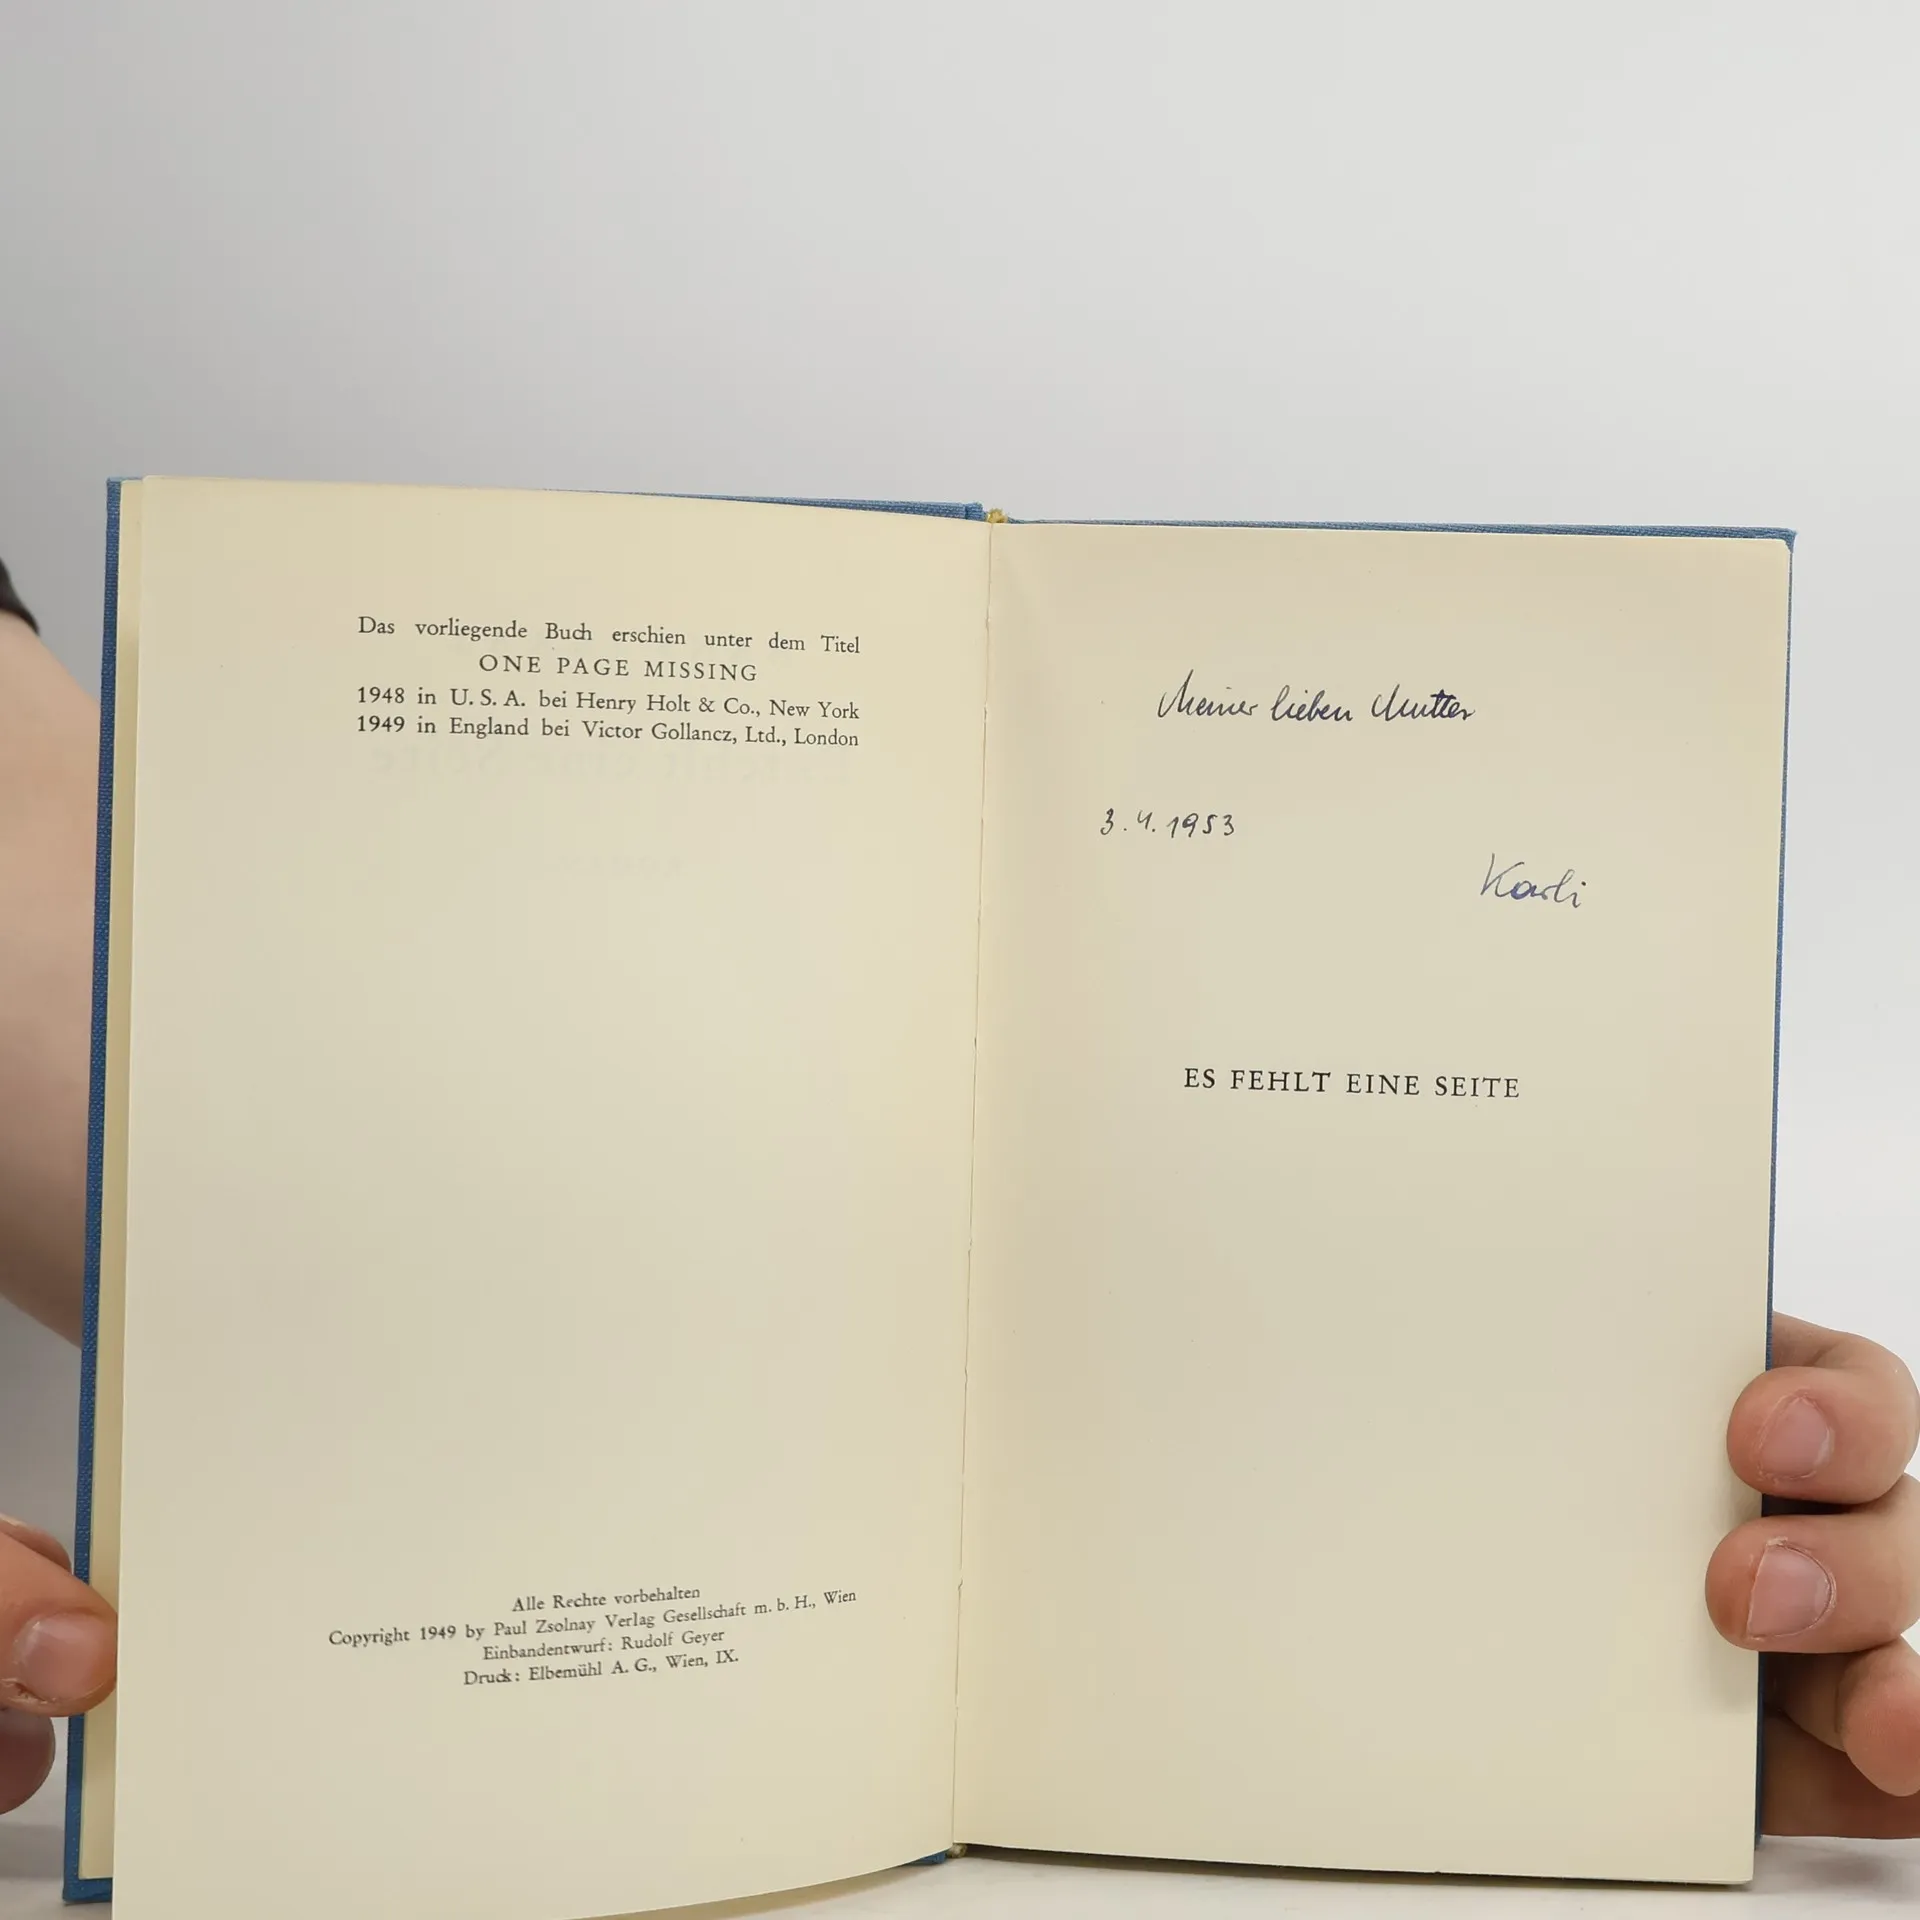 Das vorliegende Buch erschien unter dem Titel
ONE PAGE MISSING
1948 in U. S. A. bei Henry Holt & Co., New York
1949 in England bei Victor Gollancz, Ltd., London
Alle Rechte vorbehalten
Copyright 1949 by Paul Zsolnay Verlag Gesellschaft m. b. H., Wien
Einbandentwurf: Rudolf Geyer
Druck: Elbemühl A. G., Wien, IX.
Meiner lieben Mutter
3. 4. 1953
Karli
ES FEHLT EINE SEITE